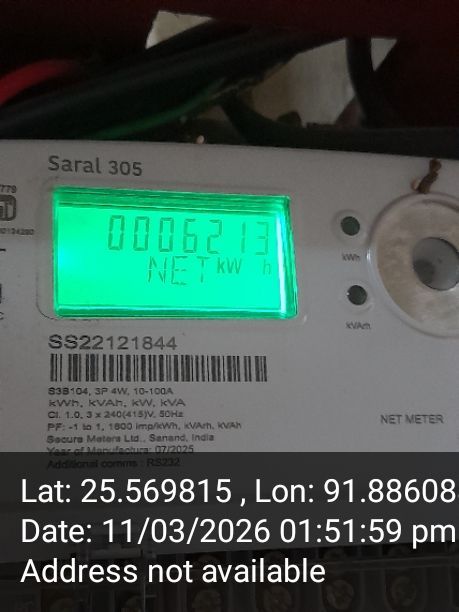 Saral 305
0006213
NET kW h
kWh
kVArh
SS22121844
S3B104, 3P 4W, 10-100A
kWh, kVAh, kW, kVA
Cl. 1.0, 3 x 240(415)V, 50Hz
PF: -1 to 1, 1800 imp/kWh, kVArh, kVAh
Secure Meters Ltd., Sanand, India
Year of Manufacture: 07/2025
Additional comms : RS232
NET METER
Lat: 25.569815 , Lon: 91.88608
Date: 11/03/2026 01:51:59 pm
Address not available